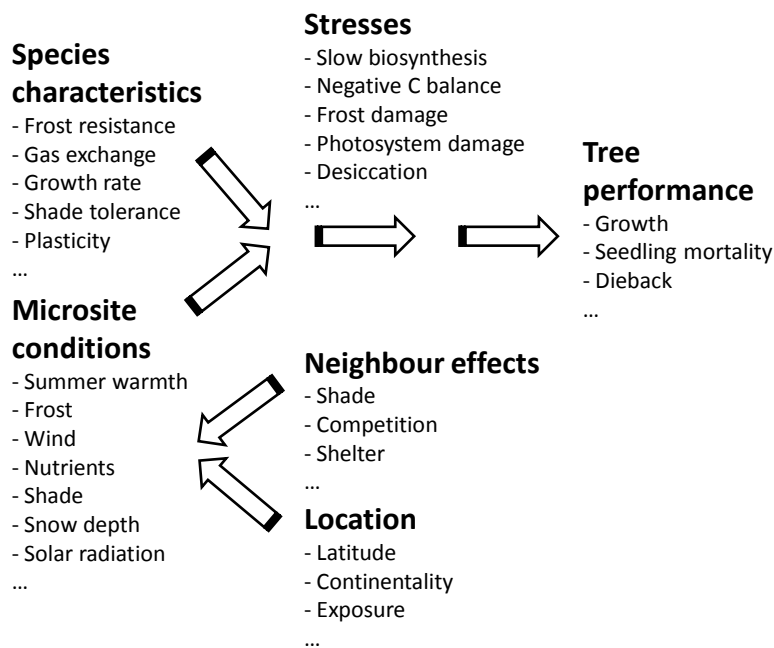 Species
characteristics
- Frost resistance
- Gas exchange
- Growth rate
- Shade tolerance
- Plasticity
...
Microsite
conditions
- Summer warmth
- Frost
- Wind
- Nutrients
- Shade
- Snow depth
- Solar radiation
...
Stresses
- Slow biosynthesis
- Negative C balance
- Frost damage
- Photosystem damage
- Desiccation
...
Neighbour effects
- Shade
- Competition
- Shelter
...
Location
- Latitude
- Continentality
- Exposure
...
Tree
performance
- Growth
- Seedling mortality
- Dieback
...